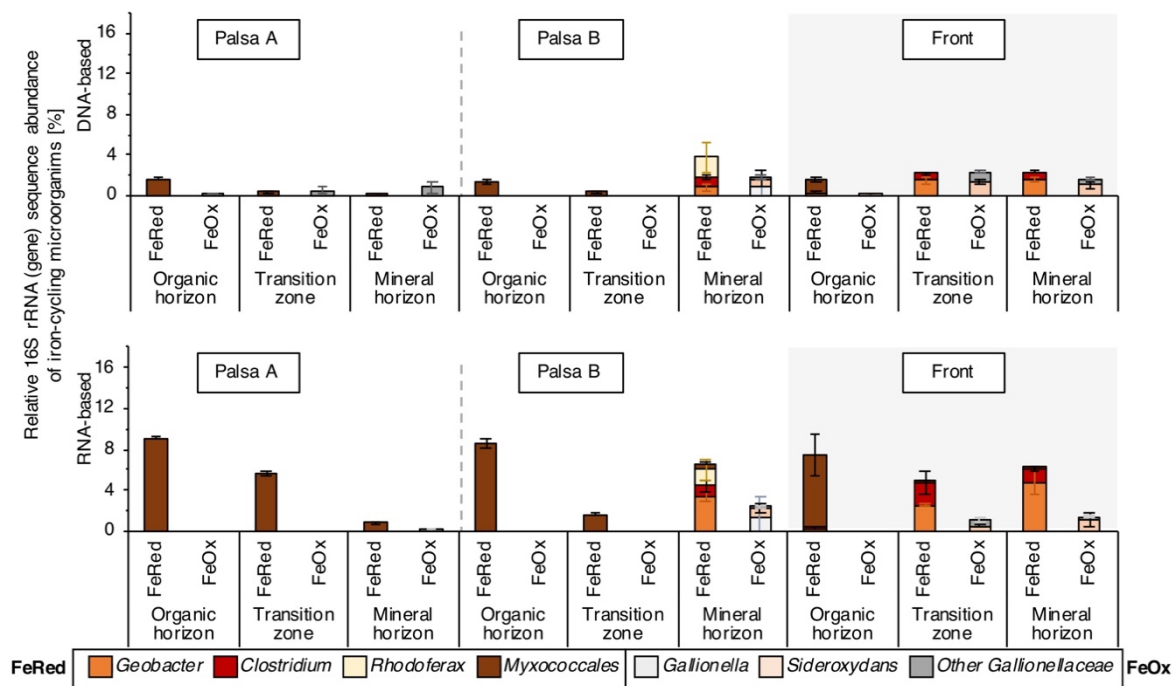 Relative 16S rRNA (gene) sequence abundance
of iron-cycling microorganims [%]
DNA-based
16
12
8
4
0
Palsa A
Palsa B
Front
FeRed
FeOx
FeRed
FeOx
FeRed
FeOx
FeRed
FeOx
FeRed
FeOx
FeRed
FeOx
FeRed
FeOx
FeRed
FeOx
FeRed
FeOx
Organic
horizon
Transition
zone
Mineral
horizon
Organic
horizon
Transition
zone
Mineral
horizon
Organic
horizon
Transition
zone
Mineral
horizon
RNA-based
16
12
8
4
0
Palsa A
Palsa B
Front
FeRed
FeOx
FeRed
FeOx
FeRed
FeOx
FeRed
FeOx
FeRed
FeOx
FeRed
FeOx
FeRed
FeOx
FeRed
FeOx
FeRed
FeOx
Organic
horizon
Transition
zone
Mineral
horizon
Organic
horizon
Transition
zone
Mineral
horizon
Organic
horizon
Transition
zone
Mineral
horizon
FeRed Geobacter Clostridium Rhodoferax Myxococcales Gallionella Sideroxydans Other Gallionellaceae FeOx